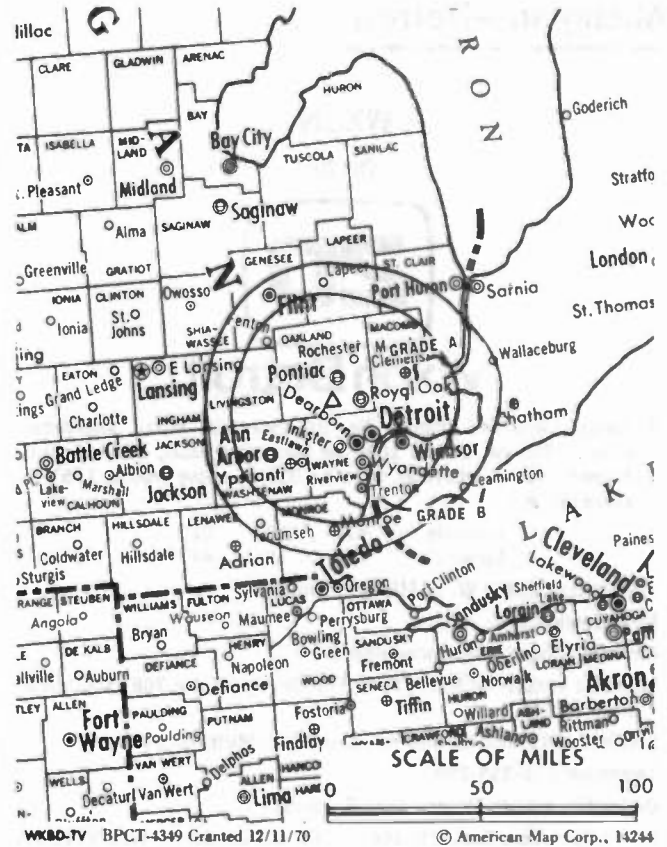 G
R
O
N
CLARE
GLADWIN
ARENAC
HURON
BAY
ISABELLA
MID-
LAND
A
Bay City
Goderich
TUSCOLA
SANILAC
Pleasant
Midland
Saginaw
Alma
SAGINAW
Greenville
GRATIOT
N
GENESEE
LAPEER
Lapeer
ST. CLAIR
Port Huron
Sarnia
London
St. Thomas
IONIA
CLINTON
Owosso
Flint
Ionia
St.
Johns
SHIA-
WASSEE
OAKLAND
MACOMB
Rochester
GRADE A
Wallaceburg
EATON
Grand Ledge
E Lansing
Lansing
LIVINGSTON
Pontiac
Royal Oak
Dearborn
Detroit
Charlotte
INGHAM
Chatham
Battle Creek
JACKSON
Ann
Arbor
Eastlawn
Inkster
Windsor
Albion
Ypsilanti
WAYNE
Wyandotte
Lake-
view
Marshall
Jackson
WASHTENAW
Riverview
Trenton
Leamington
CALHOUN
BRANCH
HILLSDALE
LENAWEE
MONROE
Tecumseh
Monroe
GRADE B
L A K
Coldwater
Hillsdale
Adrian
Toledo
Cleveland
Sturgis
Port Clinton
Lakewood
STEUBEN
WILLIAMS
FULTON
Sylvania
LUCAS
Oregon
OTTAWA
Sandusky
Sheffield
Lake
Lorain
CUYAHOGA
Angola
Wauseon
Maumee
Perrysburg
Bryan
HENRY
Bowling
Green
SANDUSKY
Huron
ERIE
Amherst
Elyria
DE KALB
DEFIANCE
Napoleon
Fremont
Oberlin
LORAIN
MEDINA
Auburn
Defiance
WOOD
SENECA
Bellevue
Norwalk
Akron
ALLEN
PAULDING
PUTNAM
Fostoria
Tiffin
HURON
Willard
ASH-
LAND
Barberton
Fort
Wayne
Paulding
Findlay
CRAWFORD
Ashland
Rittman
Wooster
VAN WERT
Delphos
SCALE OF MILES
WELLS
Decatur
Van Wert
ALLEN
Lima
0 50 100
WKBD-TV BPCT-4349 Granted 12/11/70
© American Map Corp., 14244